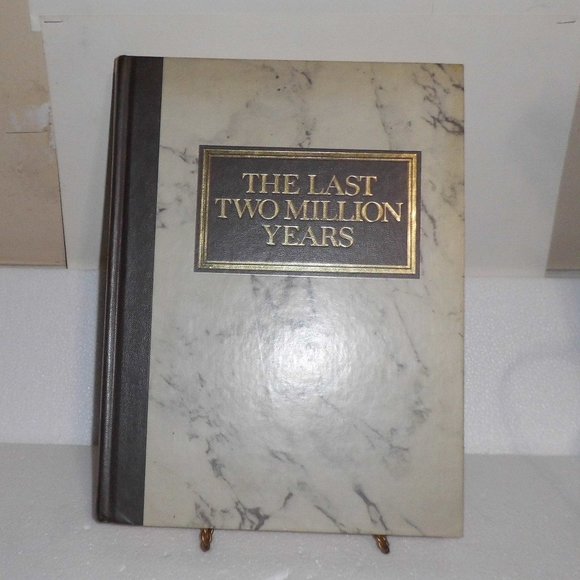 THE LAST
TWO MILLION
YEARS